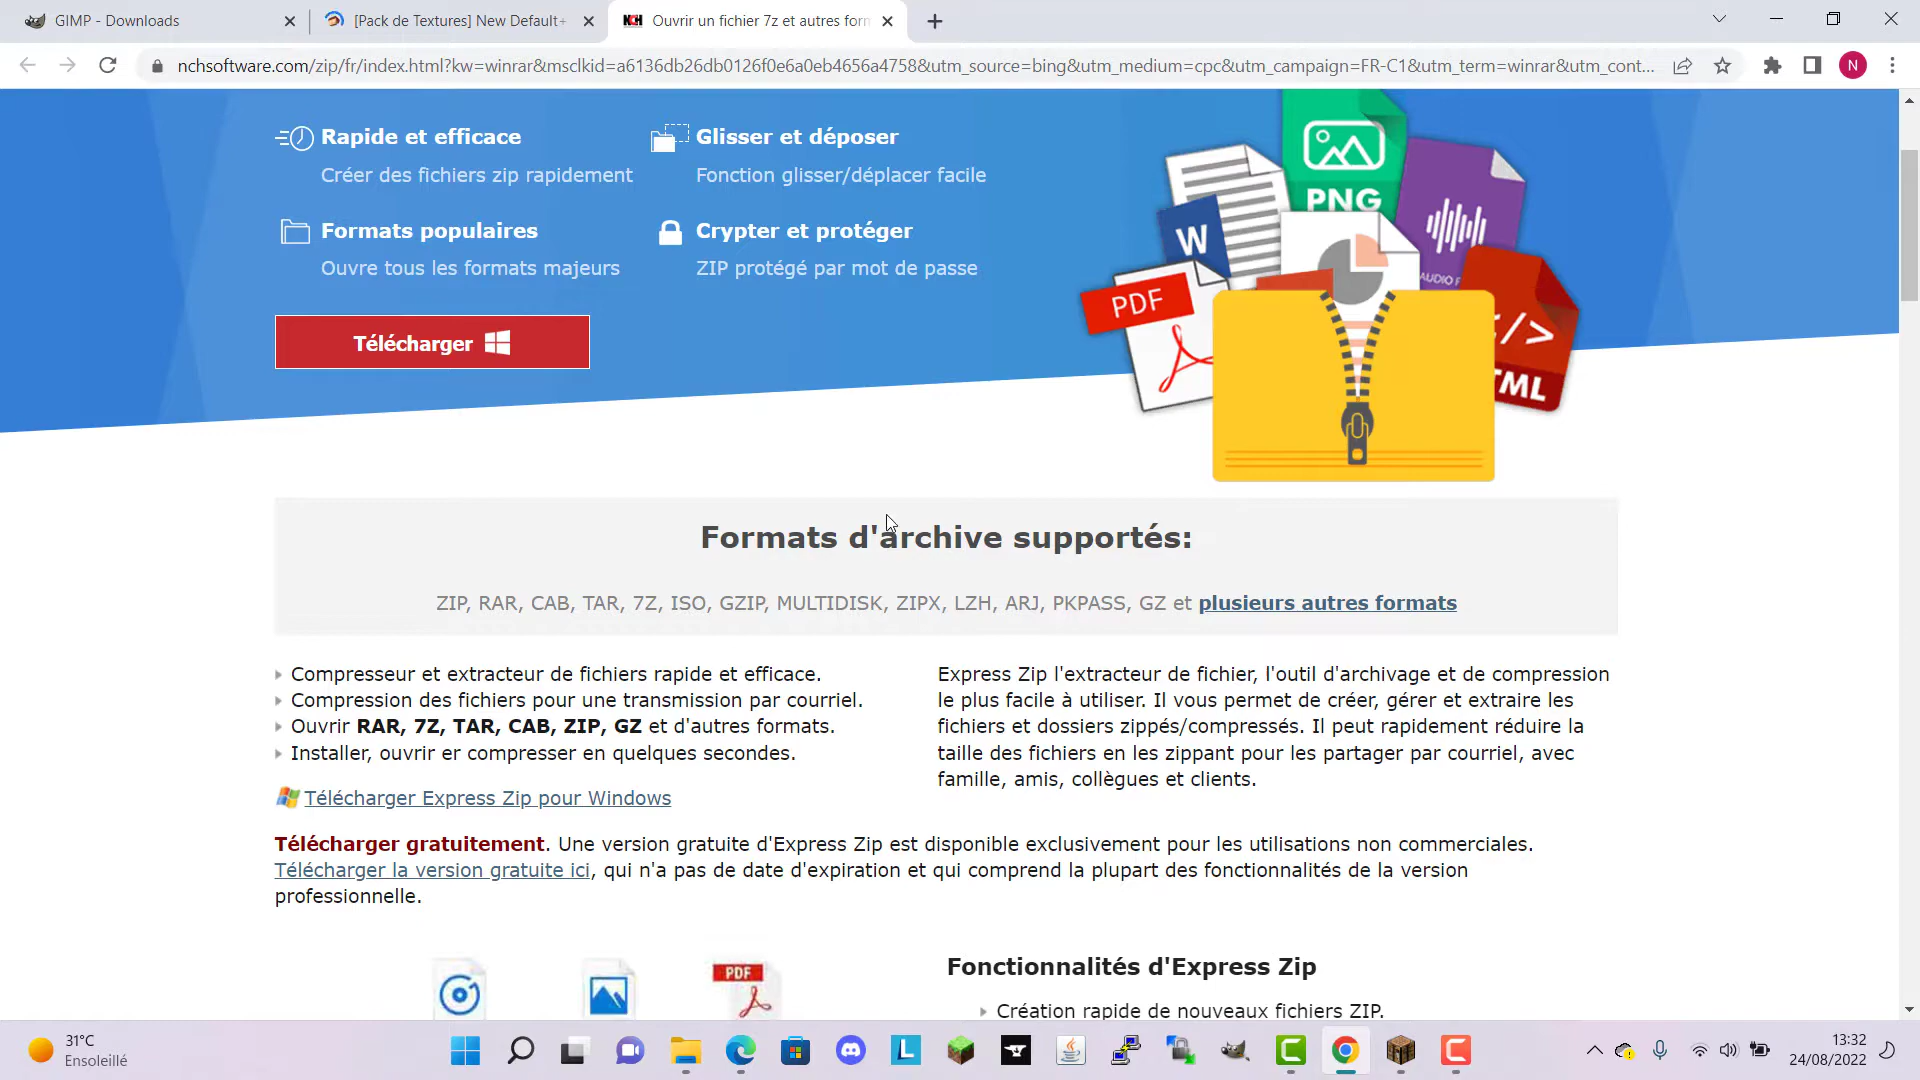 GIMP - Downloads
[Pack de Textures] New Default+
NCH
Ouvrir un fichier 7z et autres form
nchsoftware.com/zip/fr/index.html?kw=winrar&msclkid=a6136db26db0126f0e6a0eb4656a4758&utm_source=bing&utm_medium=cpc&utm_campaign=FR-C1&utm_term=winrar&utm_cont...
N
Rapide et efficace
Créer des fichiers zip rapidement
Glisser et déposer
Fonction glisser/déplacer facile
Formats populaires
Ouvre tous les formats majeurs
Crypter et protéger
ZIP protégé par mot de passe
Télécharger
PNG
W
AUDIO
PDF
</>
Formats d'archive supportés:
ZIP, RAR, CAB, TAR, 7Z, ISO, GZIP, MULTIDISK, ZIPX, LZH, ARJ, PKPASS, GZ et plusieurs autres formats
Compresseur et extracteur de fichiers rapide et efficace.
Compression des fichiers pour une transmission par courriel.
Ouvrir RAR, 7Z, TAR, CAB, ZIP, GZ et d'autres formats.
Installer, ouvrir er compresser en quelques secondes.
Télécharger Express Zip pour Windows
Express Zip l'extracteur de fichier, l'outil d'archivage et de compression
le plus facile à utiliser. Il vous permet de créer, gérer et extraire les
fichiers et dossiers zippés/compressés. Il peut rapidement réduire la
taille des fichiers en les zippant pour les partager par courriel, avec
famille, amis, collègues et clients.
Télécharger gratuitement. Une version gratuite d'Express Zip est disponible exclusivement pour les utilisations non commerciales.
Télécharger la version gratuite ici, qui n'a pas de date d'expiration et qui comprend la plupart des fonctionnalités de la version
professionnelle.
PDF
Fonctionnalités d'Express Zip
Création rapide de nouveaux fichiers ZIP.
31°C
Ensoleillé
L
C
C
13:32
24/08/2022